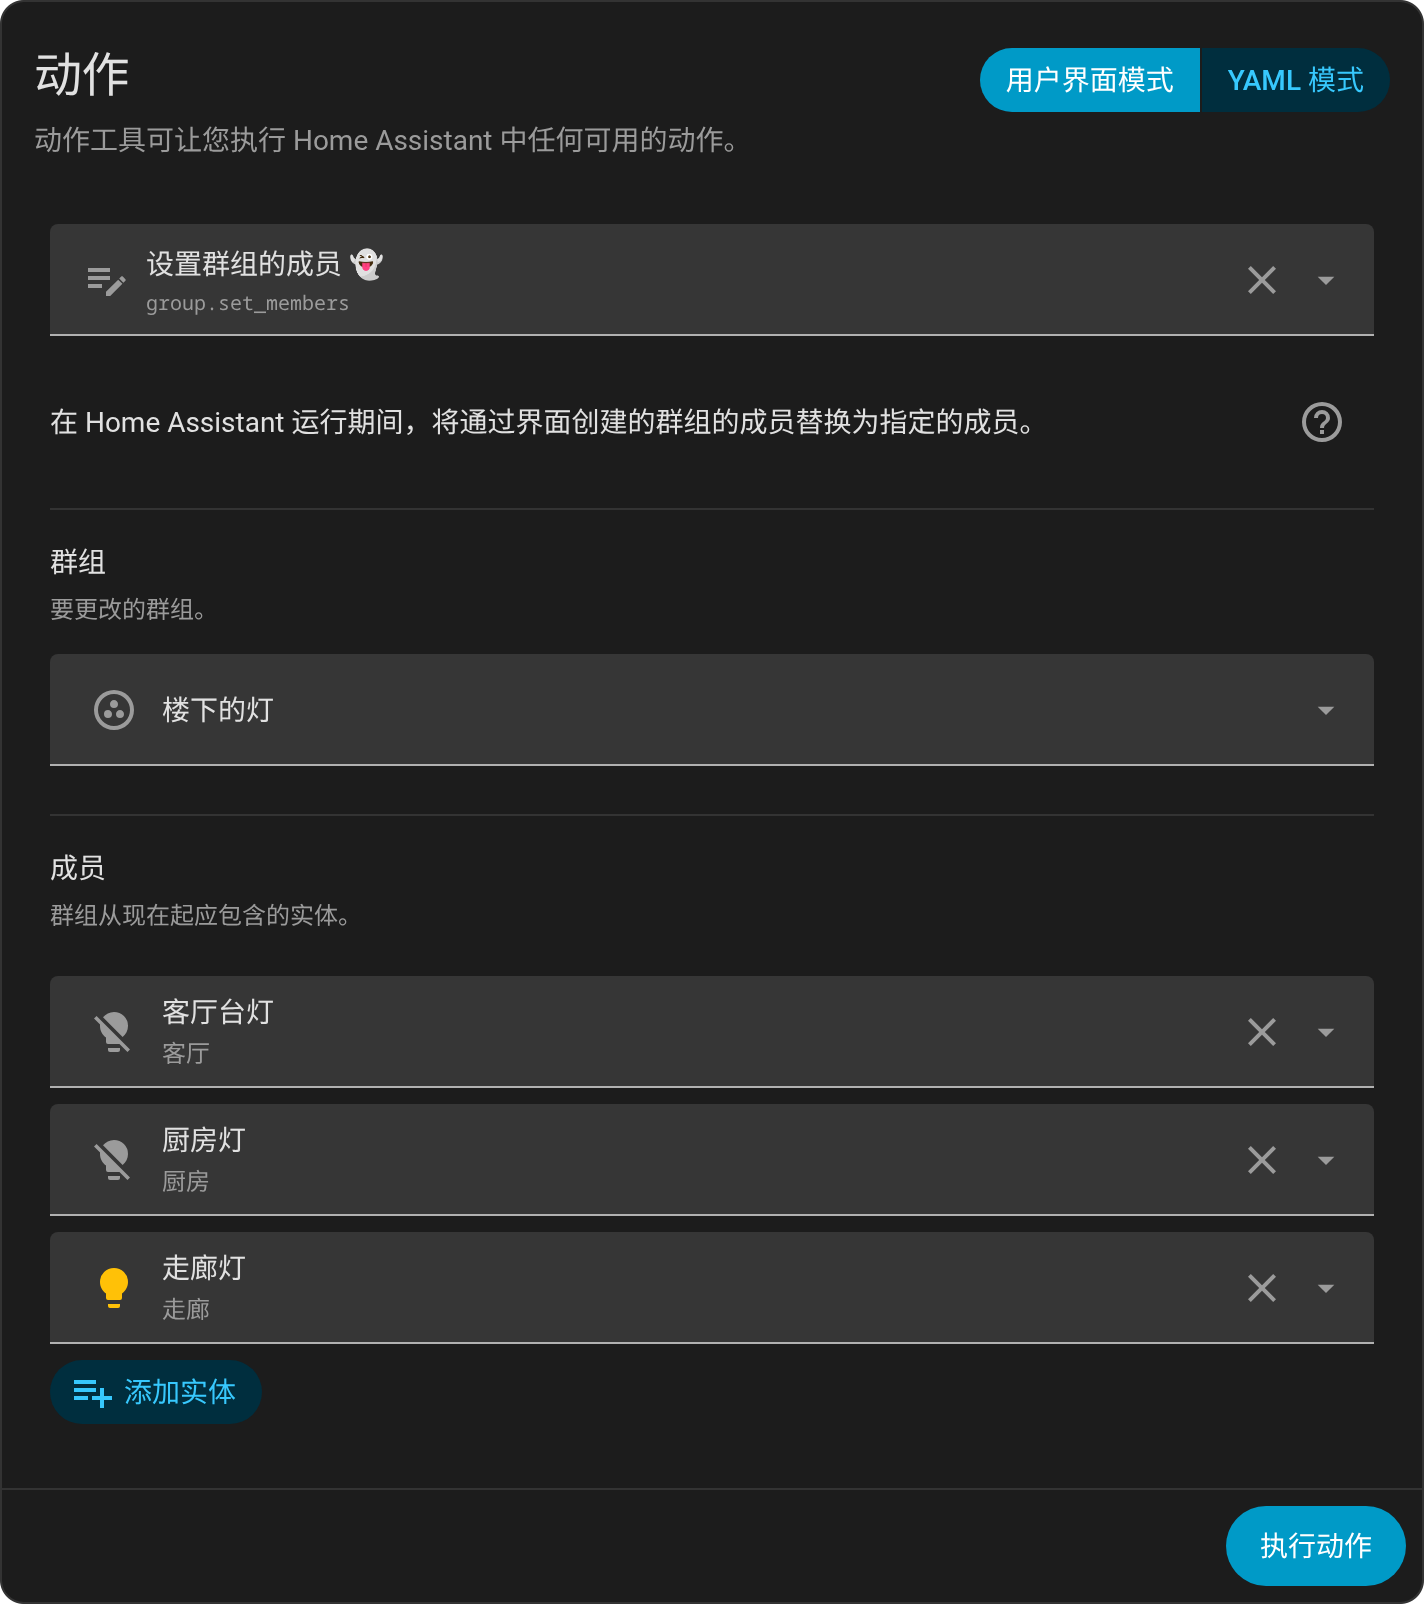 动作
用户界面模式
YAML 模式
动作工具可让您执行 Home Assistant 中任何可用的动作。
设置群组的成员 👻
group.set_members
在 Home Assistant 运行期间，将通过界面创建的群组的成员替换为指定的成员。
群组
要更改的群组。
楼下的灯
成员
群组从现在起应包含的实体。
客厅台灯
客厅
厨房灯
厨房
走廊灯
走廊
添加实体
执行动作